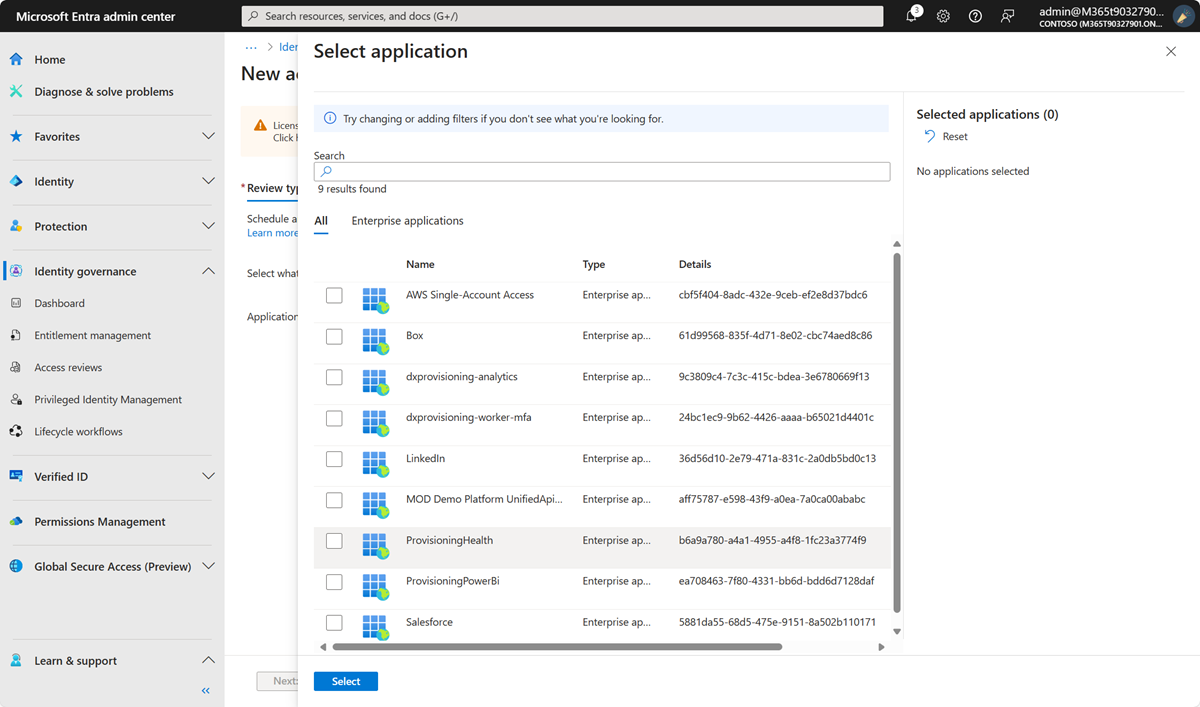 Microsoft Entra admin center
Search resources, services, and docs (G+/)
3
admin@M365t9032790...
CONTOSO (M365T90327901.ON...
Home
Diagnose & solve problems
Favorites
Identity
Protection
Identity governance
Dashboard
Entitlement management
Access reviews
Privileged Identity Management
Lifecycle workflows
Verified ID
Permissions Management
Global Secure Access (Preview)
Learn & support
«
... > Ider
New ac
Licens
Click h
* Review typ
Schedule a
Learn more
Select what
Application
Next:
Select application
Try changing or adding filters if you don't see what you're looking for.
Search
9 results found
All Enterprise applications
Name Type Details
AWS Single-Account Access Enterprise ap... cbf5f404-8adc-432e-9ceb-ef2e8d37bdc6
Box Enterprise ap... 61d99568-835f-4d71-8e02-cbc74aed8c86
dxprovisioning-analytics Enterprise ap... 9c3809c4-7c3c-415c-bdea-3e6780669f13
dxprovisioning-worker-mfa Enterprise ap... 24bc1ec9-9b62-4426-aaaa-b65021d4401c
LinkedIn Enterprise ap... 36d56d10-2e79-471a-831c-2a0db5bd0c13
MOD Demo Platform UnifiedApi... Enterprise ap... aff75787-e598-43f9-a0ea-7a0ca00ababc
ProvisioningHealth Enterprise ap... b6a9a780-a4a1-4955-a4f8-1fc23a3774f9
ProvisioningPowerBi Enterprise ap... ea708463-7f80-4331-bb6d-bdd6d7128daf
Salesforce Enterprise ap... 5881da55-68d5-475e-9151-8a502b110171
Select
Selected applications (0)
Reset
No applications selected